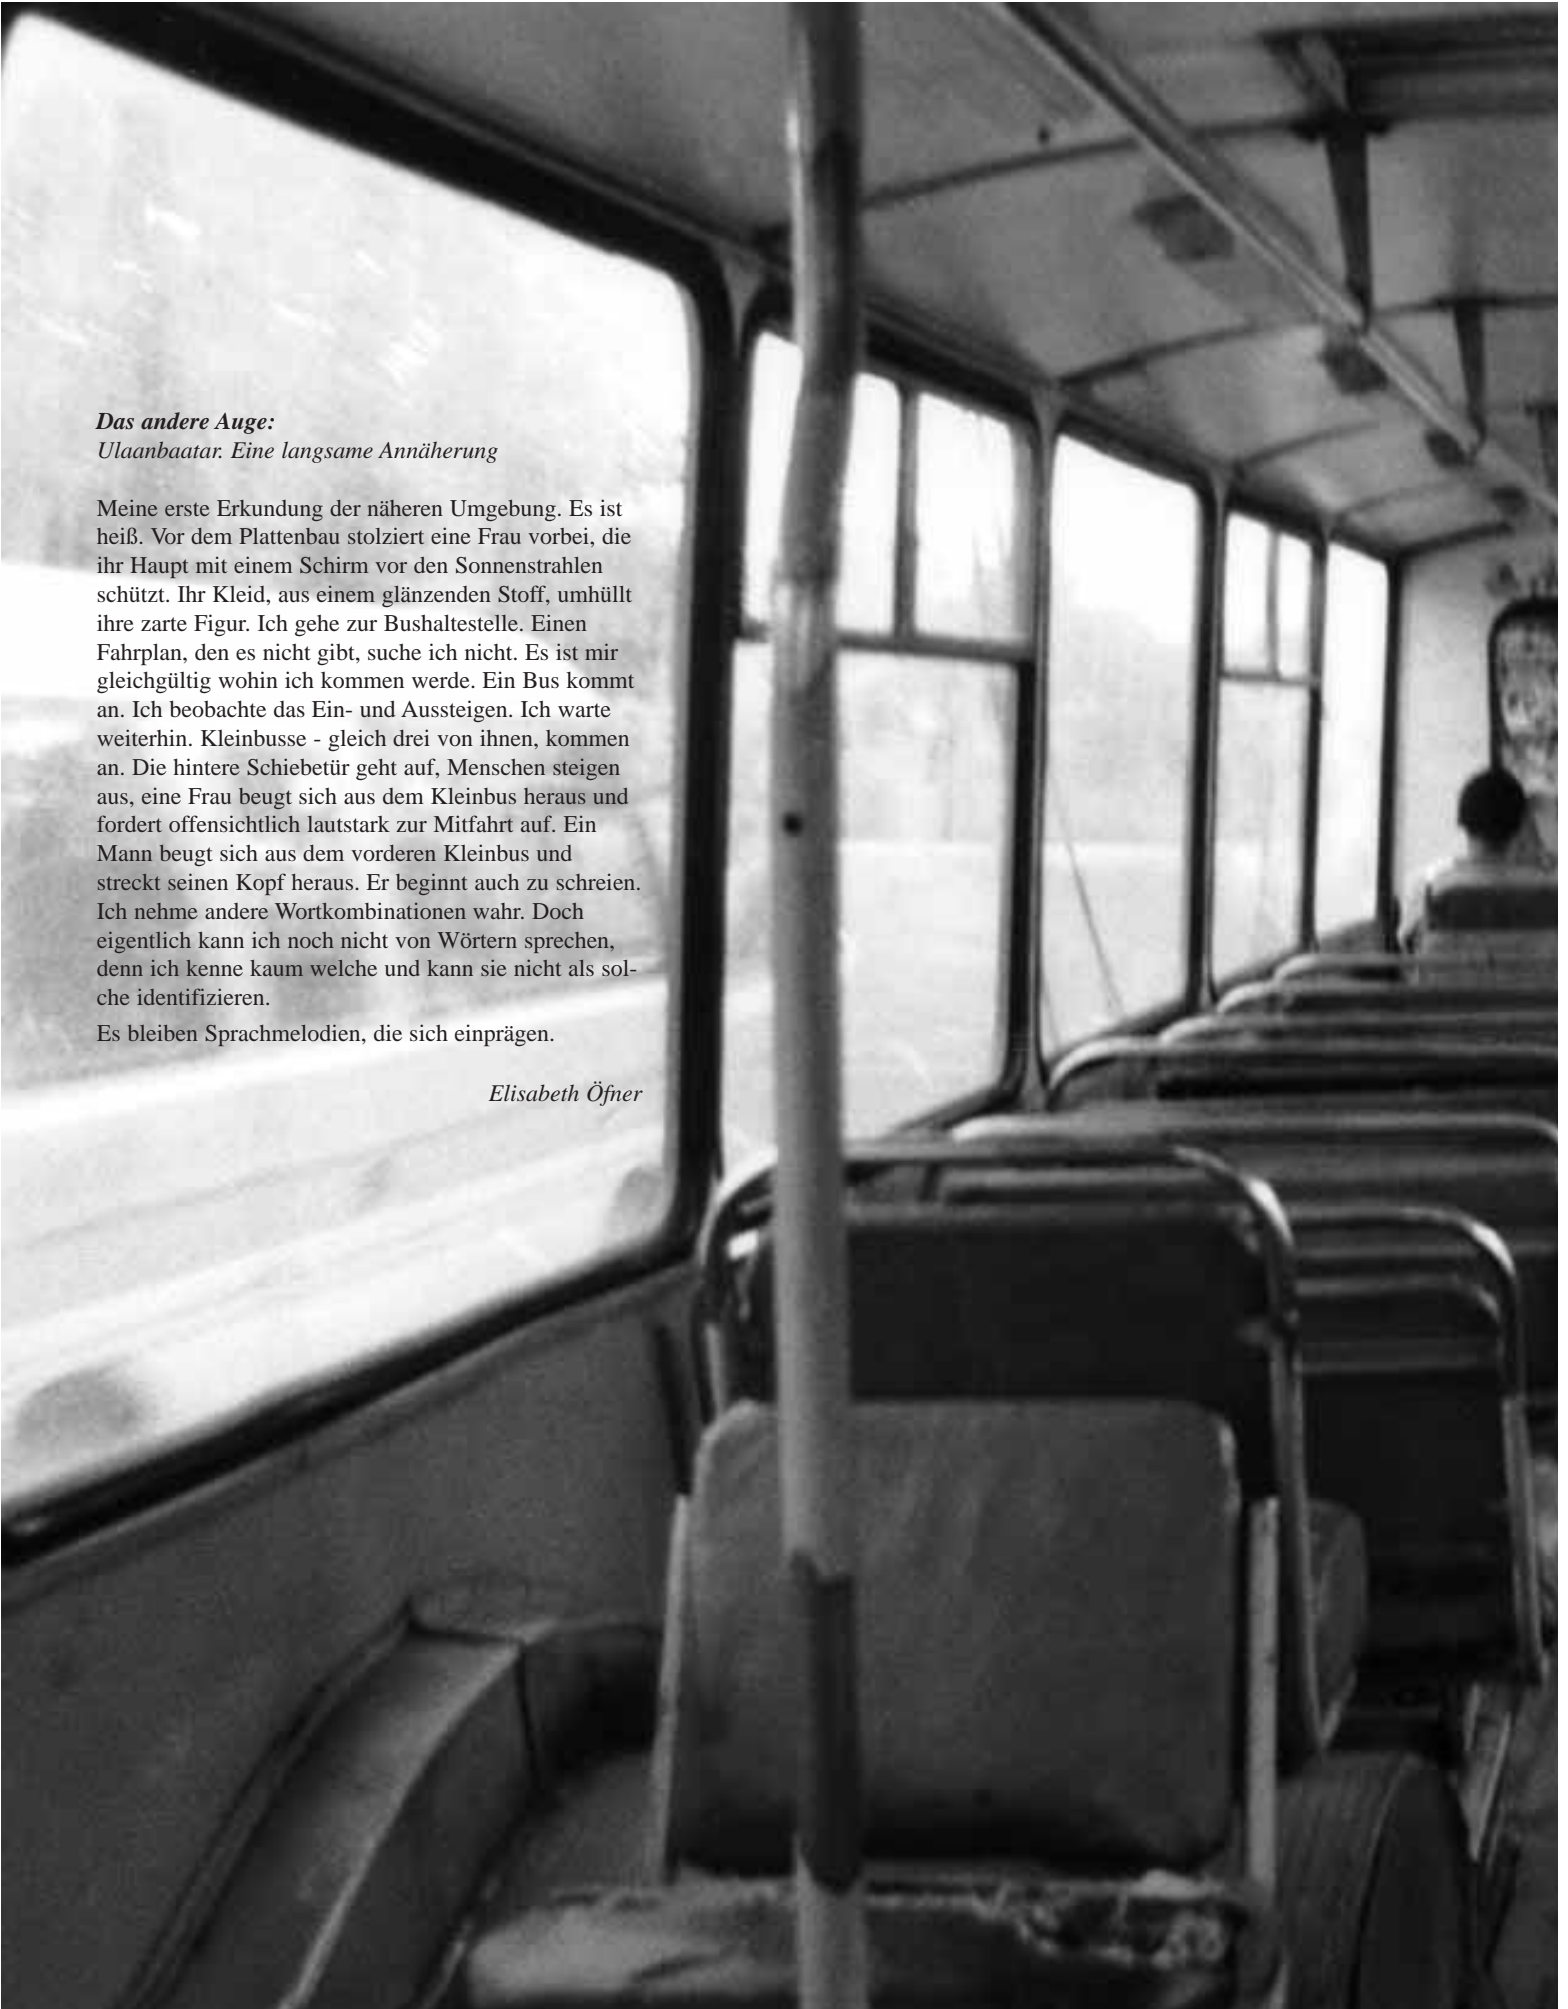 Das andere Auge:
Ulaanbaatar. Eine langsame Annäherung
Meine erste Erkundung der näheren Umgebung. Es ist
heiß. Vor dem Plattenbau stolziert eine Frau vorbei, die
ihr Haupt mit einem Schirm vor den Sonnenstrahlen
schützt. Ihr Kleid, aus einem glänzenden Stoff, umhüllt
ihre zarte Figur. Ich gehe zur Bushaltestelle. Einen
Fahrplan, den es nicht gibt, suche ich nicht. Es ist mir
gleichgültig wohin ich kommen werde. Ein Bus kommt
an. Ich beobachte das Ein- und Aussteigen. Ich warte
weiterhin. Kleinbusse - gleich drei von ihnen, kommen
an. Die hintere Schiebetür geht auf, Menschen steigen
aus, eine Frau beugt sich aus dem Kleinbus heraus und
fordert offensichtlich lautstark zur Mitfahrt auf. Ein
Mann beugt sich aus dem vorderen Kleinbus und
streckt seinen Kopf heraus. Er beginnt auch zu schreien.
Ich nehme andere Wortkombinationen wahr. Doch
eigentlich kann ich noch nicht von Wörtern sprechen,
denn ich kenne kaum welche und kann sie nicht als sol-
che identifizieren.
Es bleiben Sprachmelodien, die sich einprägen.
Elisabeth Öfner